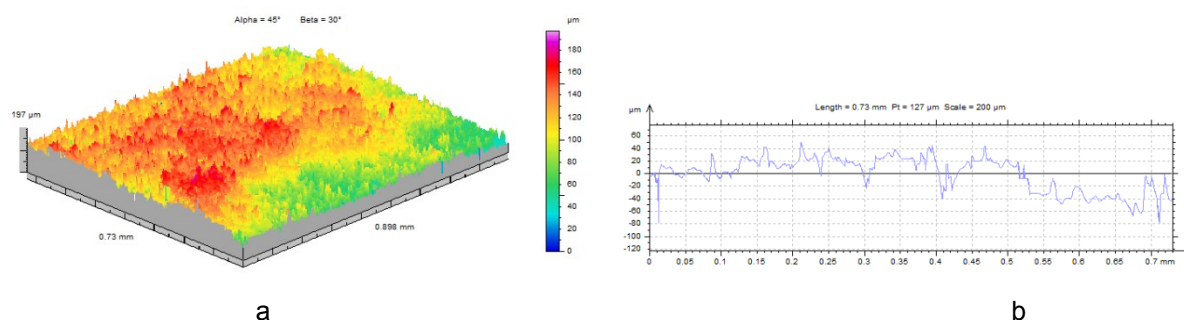 Alpha = 45° Beta = 30°
µm
180
160
140
120
100
80
60
40
20
0
197 µm
0.73 mm
0.898 mm
a
Length = 0.73 mm Pt = 127 µm Scale = 200 µm
µm
60
40
20
0
-20
-40
-60
-80
-100
-120
0 0.05 0.1 0.15 0.2 0.25 0.3 0.35 0.4 0.45 0.5 0.55 0.6 0.65 0.7 mm
b